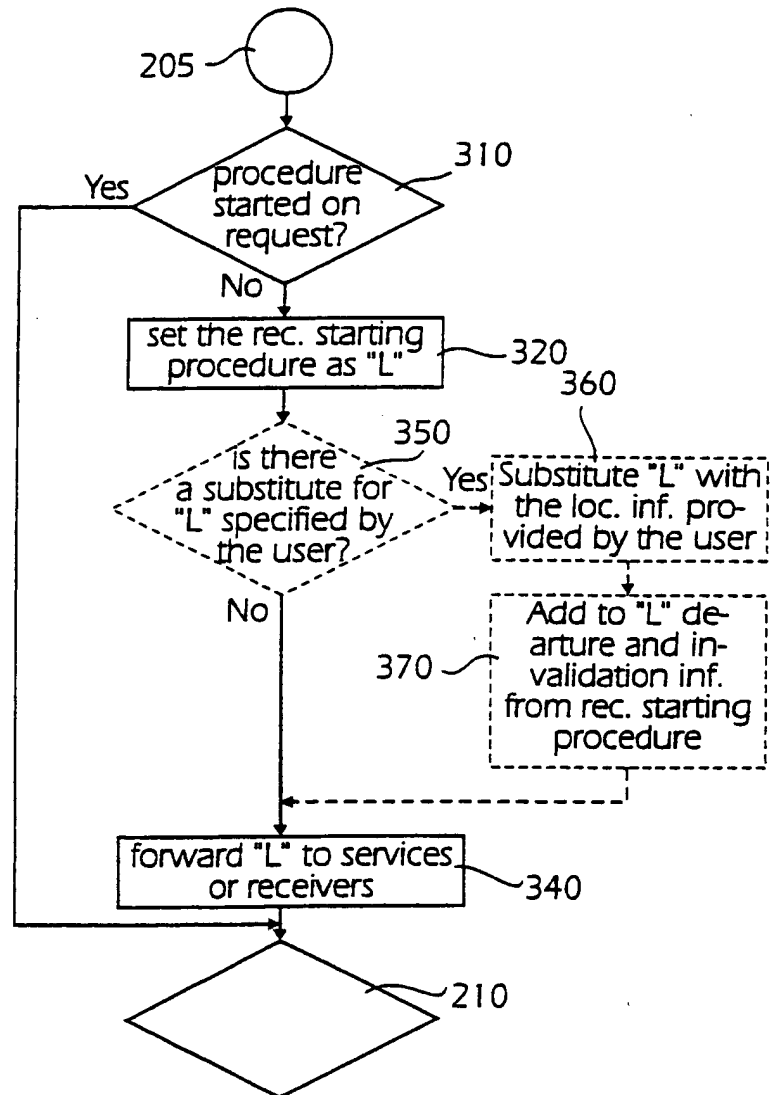 205
310
Yes
procedure
started on
request?
No
set the rec. starting
procedure as "L"
320
350
is there
a substitute for
"L" specified by
the user?
Yes
No
360
Substitute "L" with
the loc. inf. pro-
vided by the user
370
Add to "L" de-
arture and in-
validation inf.
from rec. starting
procedure
forward "L" to services
or receivers
340
210